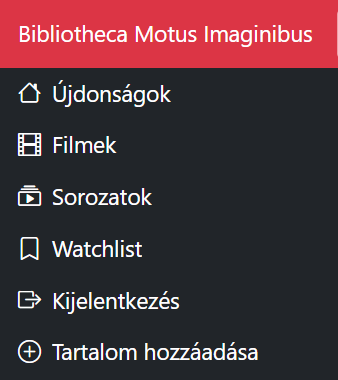 Bibliotheca Motus Imaginibus
Újdonságok
Filmek
Sorozatok
Watchlist
Kijelentkezés
Tartalom hozzáadása